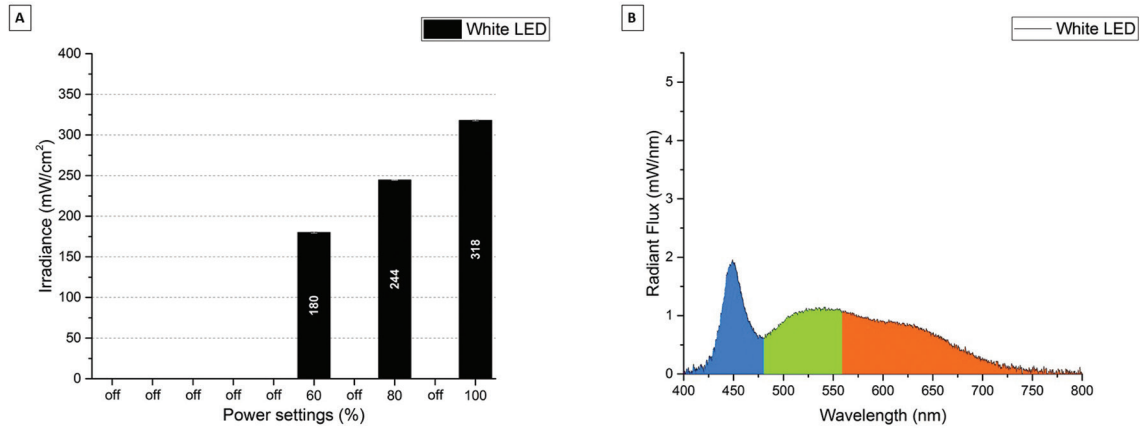 A
White LED
400
350
300
250
200
150
100
50
0
Irradiance (mW/cm²)
180
244
318
off off off off off 60 off 80 off 100
Power settings (%)
B
White LED
5
4
3
2
1
0
Radiant Flux (mW/nm)
400 450 500 550 600 650 700 750 800
Wavelength (nm)